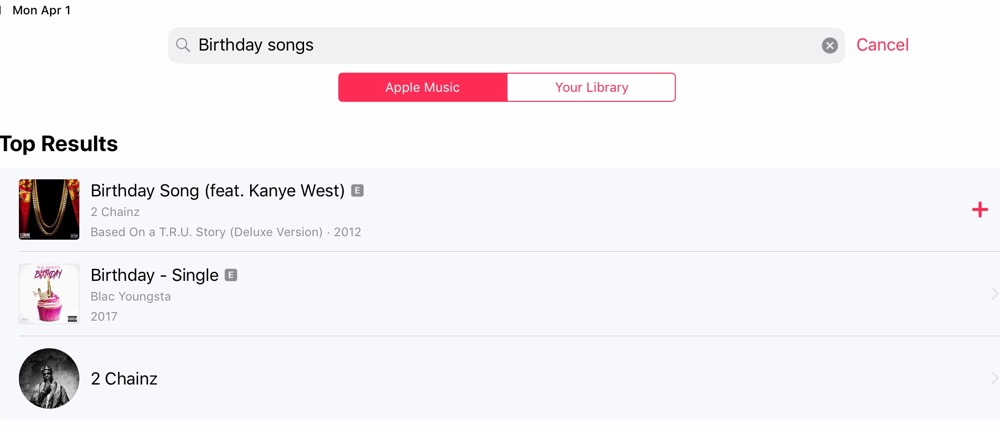 Mon Apr 1
Birthday songs
Cancel
Apple Music
Your Library
Top Results
Birthday Song (feat. Kanye West) E
2 Chainz
Based On a T.R.U. Story (Deluxe Version) · 2012
BIRTHDAY
Birthday - Single E
Blac Youngsta
2017
2 Chainz